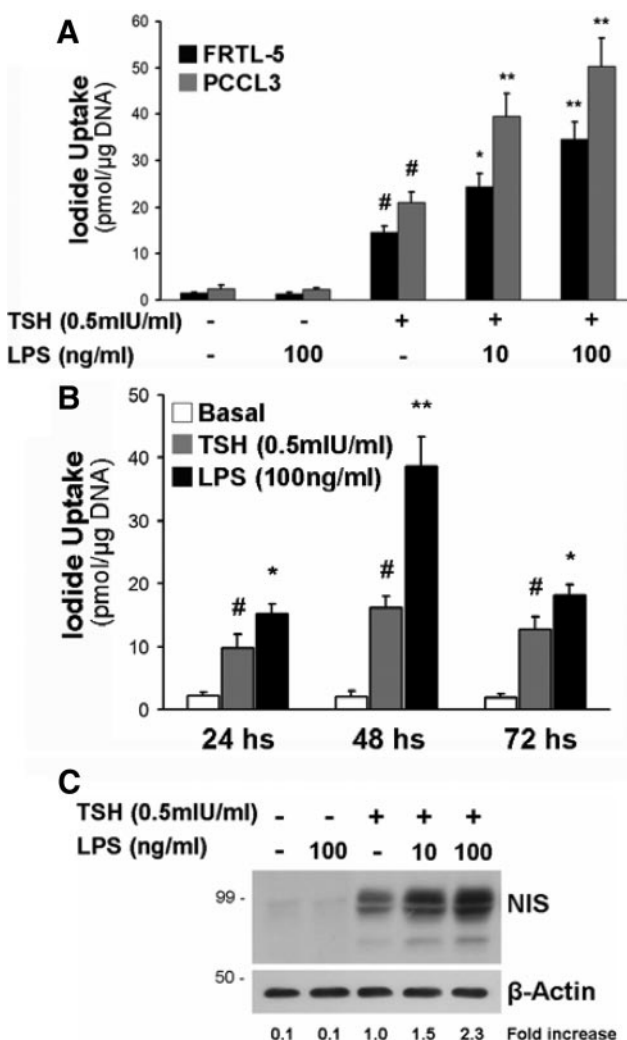 A
60
50
40
30
20
10
0
Iodide Uptake
(pmol/µg DNA)
FRTL-5
PCCL3
# # * ** ** **
TSH (0.5mIU/ml) - - + + +
LPS (ng/ml) - 100 - 10 100
B
50
40
30
20
10
0
Iodide Uptake
(pmol/µg DNA)
Basal
TSH (0.5mIU/ml)
LPS (100ng/ml)
# * # ** # *
24 hs 48 hs 72 hs
C
TSH (0.5mIU/ml) - - + + +
LPS (ng/ml) - 100 - 10 100
99 - NIS
50 - β-Actin
0.1 0.1 1.0 1.5 2.3 Fold increase